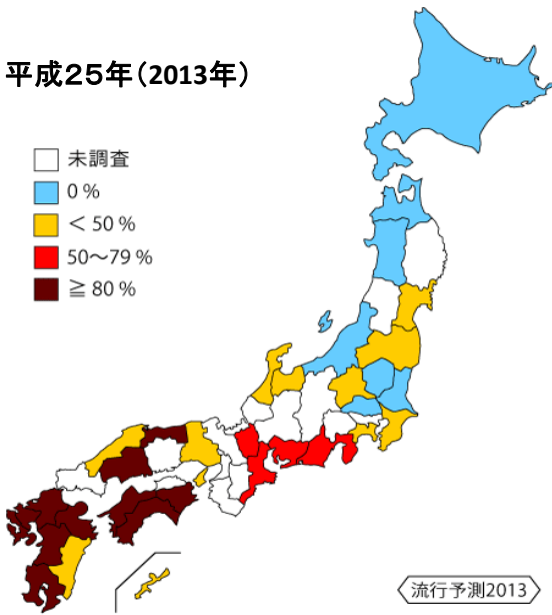 平成25年（2013年）
未調査
0 %
< 50 %
50～79 %
≧ 80 %
流行予測2013